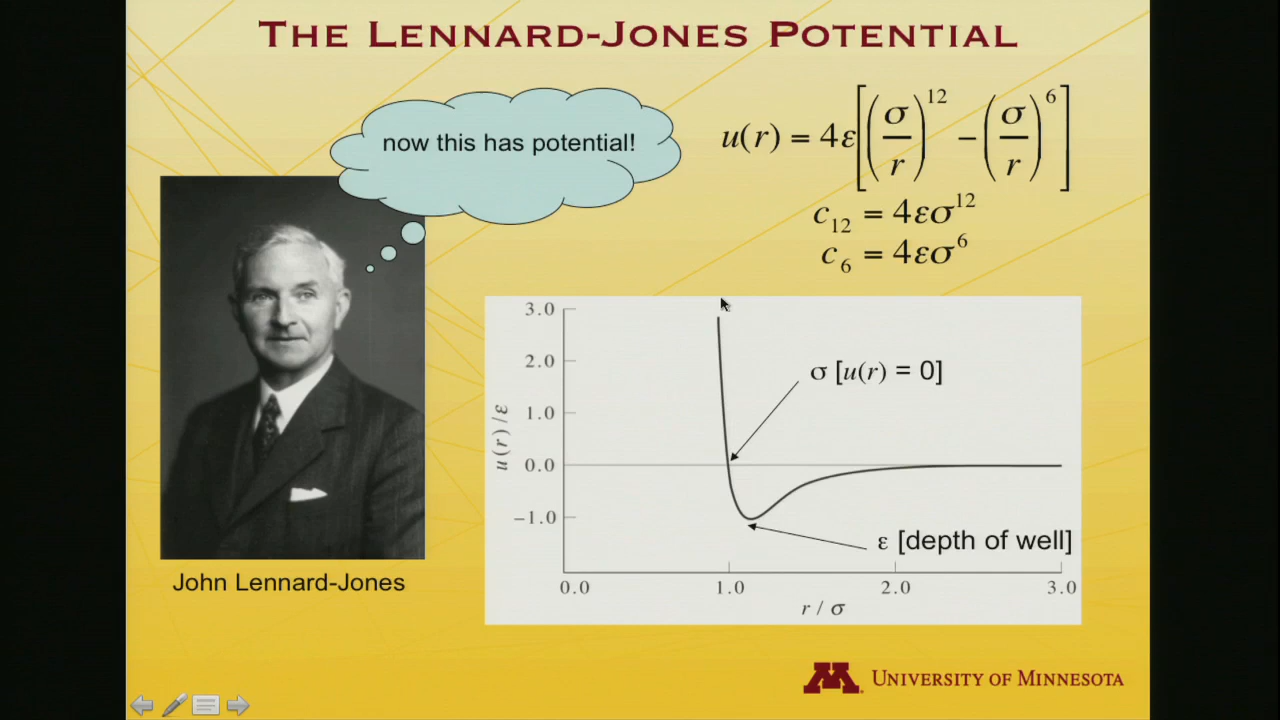 THE LENNARD-JONES POTENTIAL
now this has potential!
u(r) = 4ε[(σ/r)^12 − (σ/r)^6]
c_12 = 4εσ^12
c_6 = 4εσ^6
John Lennard-Jones
3.0
2.0
1.0
0.0
−1.0
u(r)/ε
σ [u(r) = 0]
ε [depth of well]
0.0 1.0 2.0 3.0
r / σ
M UNIVERSITY OF MINNESOTA